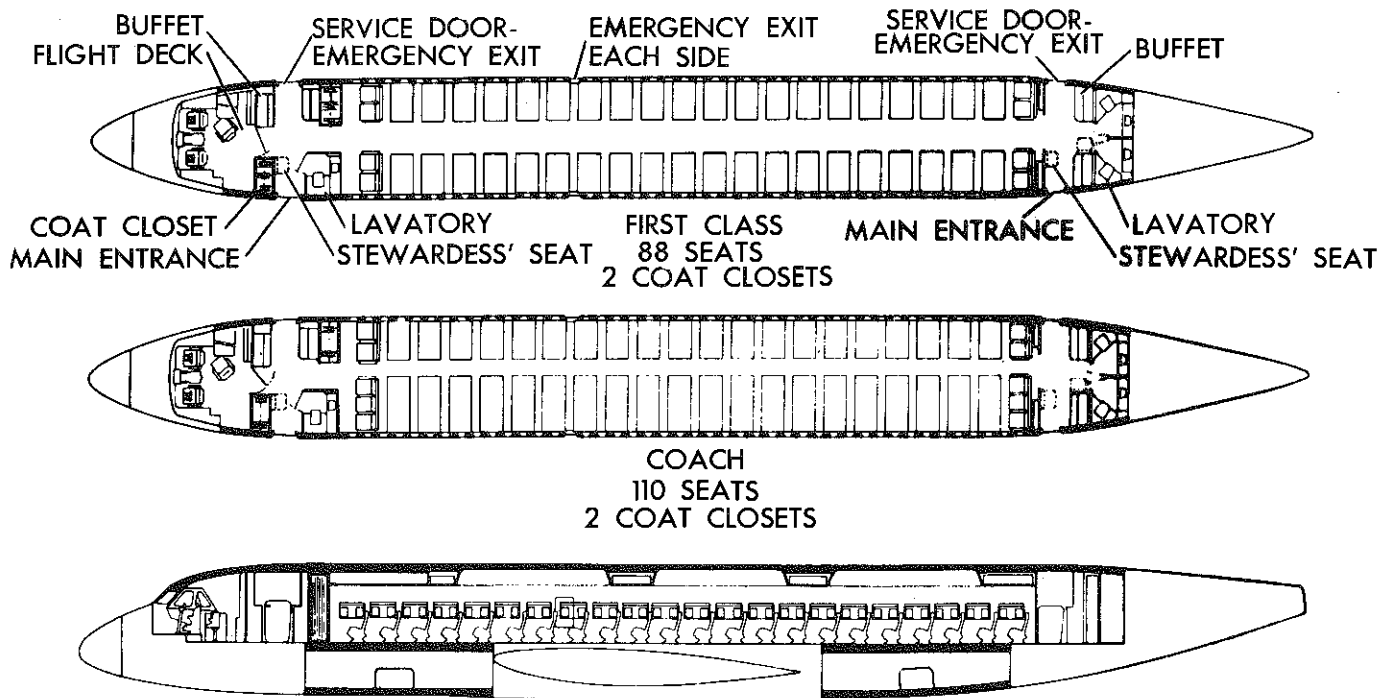 BUFFET
FLIGHT DECK
SERVICE DOOR-
EMERGENCY EXIT
EMERGENCY EXIT
EACH SIDE
SERVICE DOOR-
EMERGENCY EXIT
BUFFET
COAT CLOSET
MAIN ENTRANCE
LAVATORY
STEWARDESS' SEAT
FIRST CLASS
88 SEATS
2 COAT CLOSETS
MAIN ENTRANCE
LAVATORY
STEWARDESS' SEAT
COACH
110 SEATS
2 COAT CLOSETS